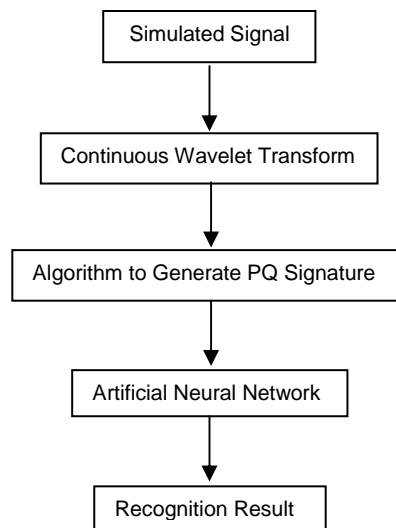 Simulated Signal
Continuous Wavelet Transform
Algorithm to Generate PQ Signature
Artificial Neural Network
Recognition Result